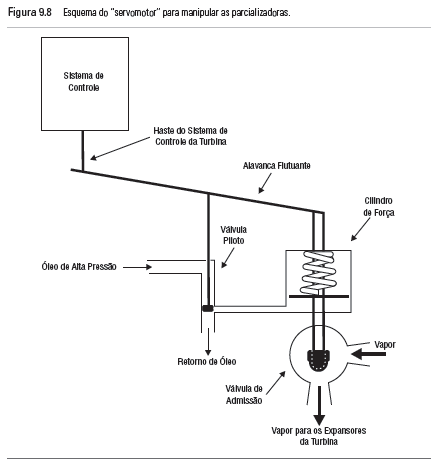 Figura 9.8 Esquema do "servomotor" para manipular as parcializadoras.
Sistema de
Controle
Haste do Sistema de
Controle da Turbina
Alavanca Flutuante
Cilindro
de Força
Válvula
Piloto
Óleo de Alta Pressão
Vapor
Retorno de Óleo
Válvula de
Admissão
Vapor para os Expansores
da Turbina